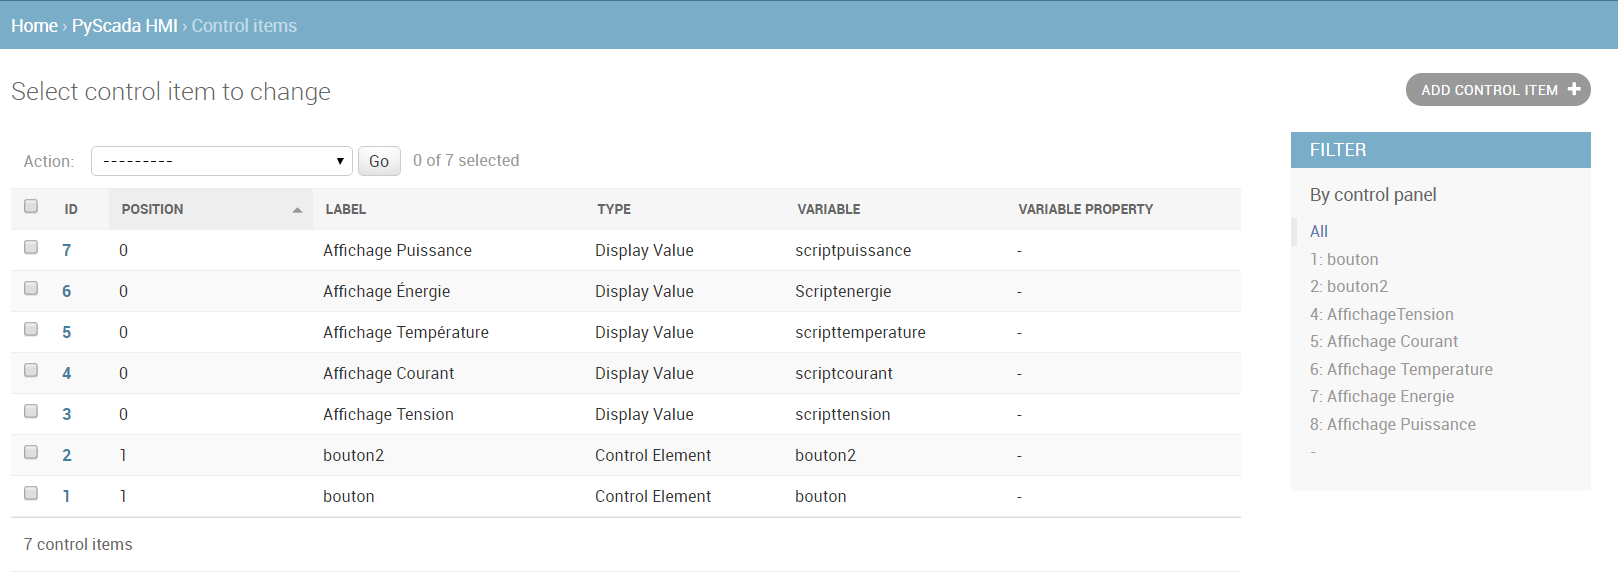 Home › PyScada HMI › Control items
Select control item to change
ADD CONTROL ITEM +
Action: --------- Go 0 of 7 selected
ID POSITION LABEL TYPE VARIABLE VARIABLE PROPERTY
7 0 Affichage Puissance Display Value scriptpuissance -
6 0 Affichage Énergie Display Value Scriptenergie -
5 0 Affichage Température Display Value scripttemperature -
4 0 Affichage Courant Display Value scriptcourant -
3 0 Affichage Tension Display Value scripttension -
2 1 bouton2 Control Element bouton2 -
1 1 bouton Control Element bouton -
7 control items
FILTER
By control panel
All
1: bouton
2: bouton2
4: AffichageTension
5: Affichage Courant
6: Affichage Temperature
7: Affichage Energie
8: Affichage Puissance
-